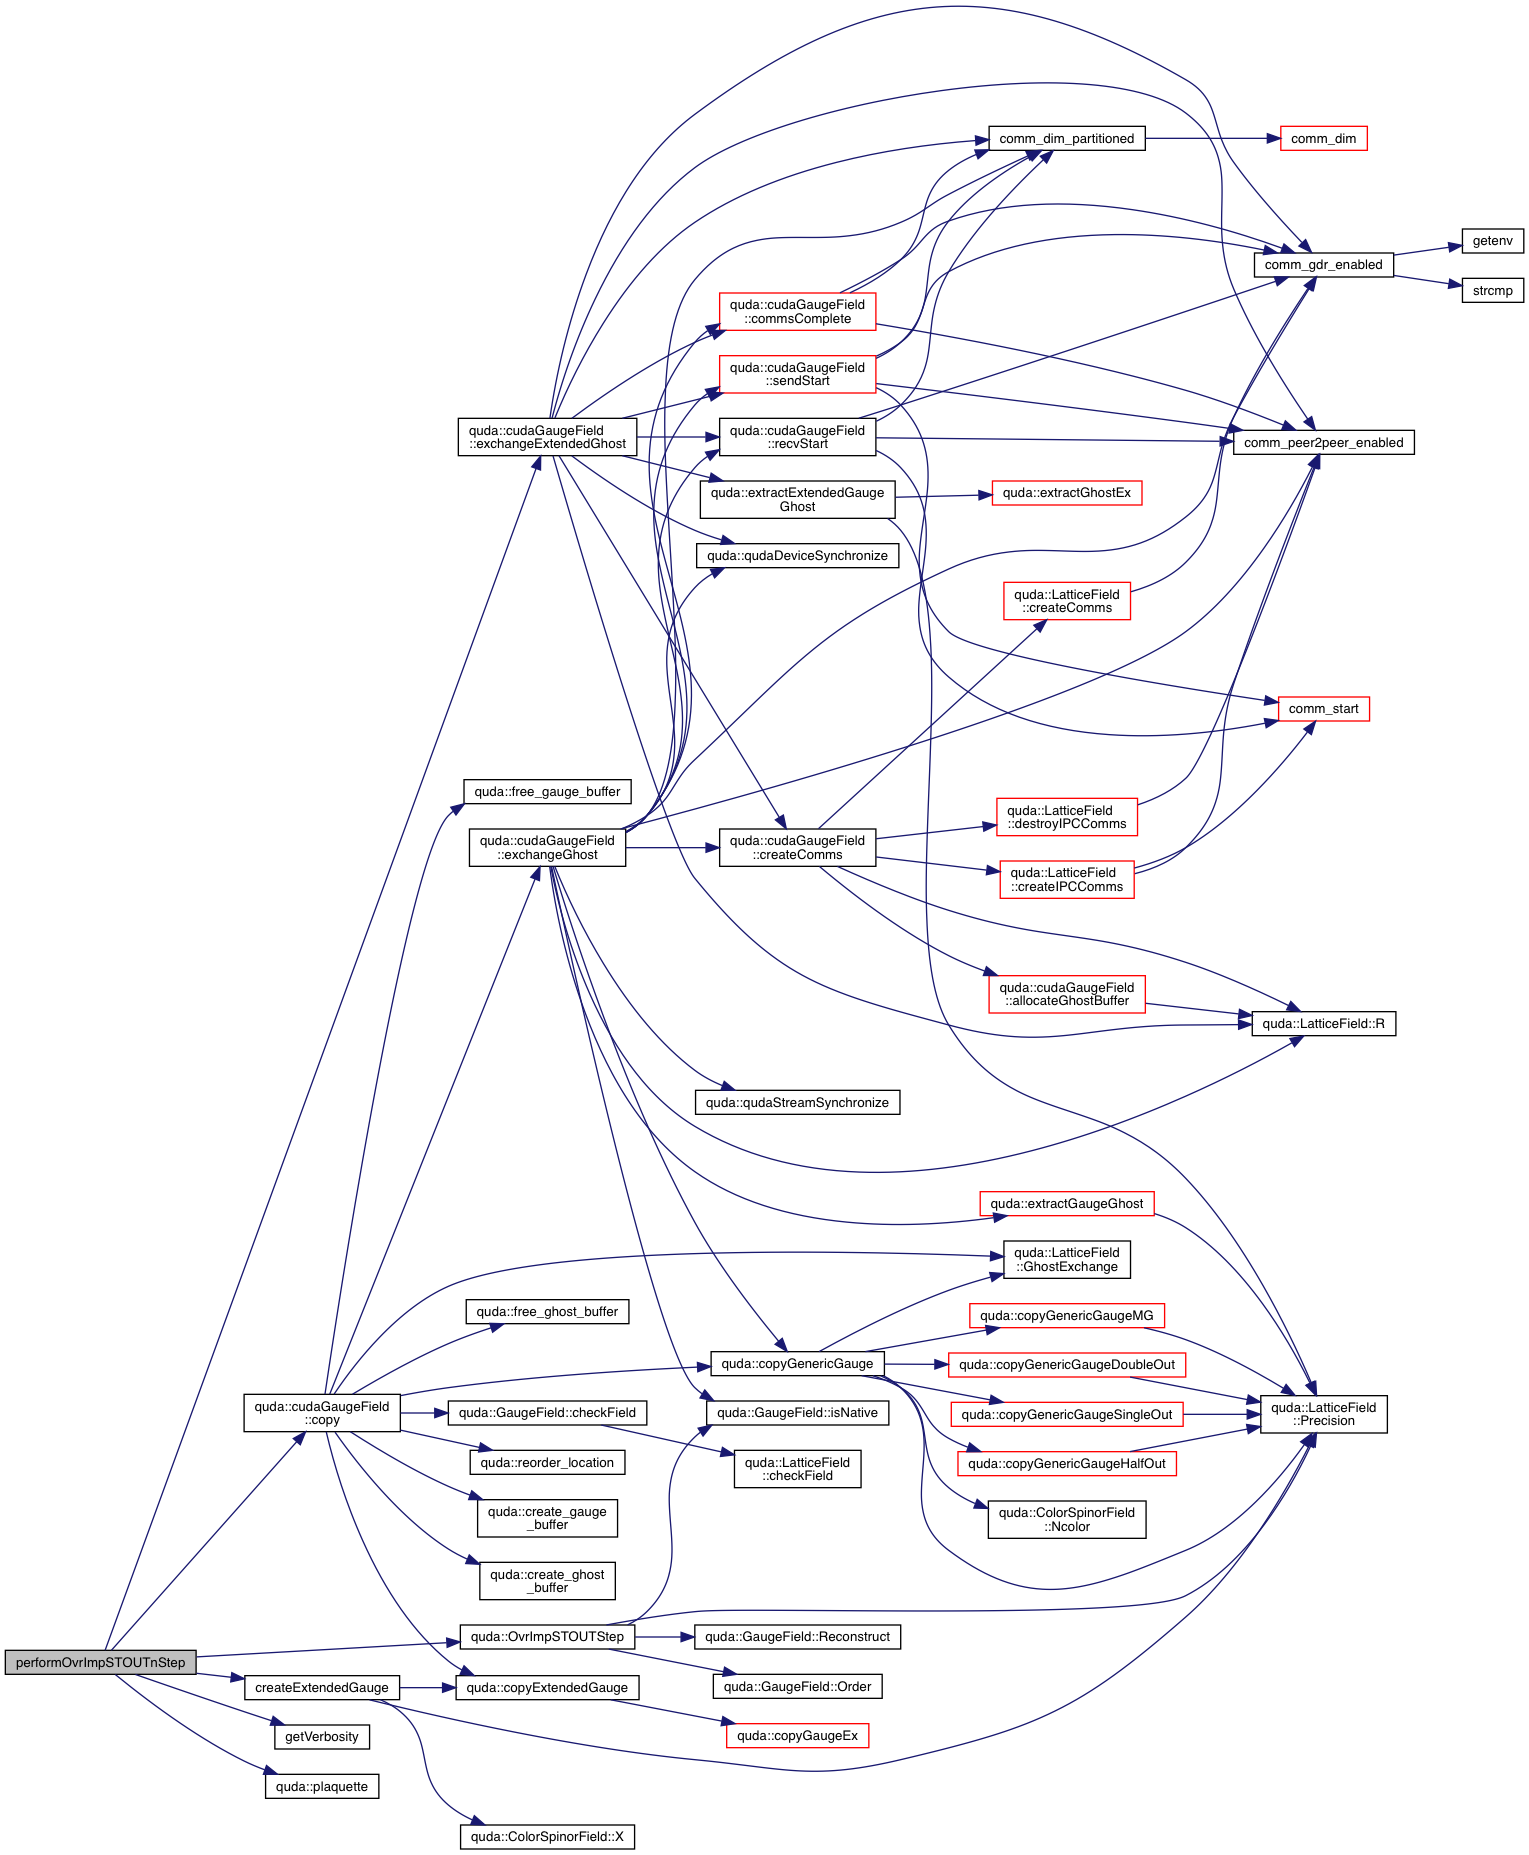 comm_dim_partitioned
comm_dim
getenv
comm_gdr_enabled
strcmp
quda::cudaGaugeField
::commsComplete
quda::cudaGaugeField
::sendStart
quda::cudaGaugeField
::exchangeExtendedGhost
quda::cudaGaugeField
::recvStart
comm_peer2peer_enabled
quda::extractExtendedGauge
Ghost
quda::extractGhostEx
quda::qudaDeviceSynchronize
quda::LatticeField
::createComms
comm_start
quda::free_gauge_buffer
quda::cudaGaugeField
::exchangeGhost
quda::cudaGaugeField
::createComms
quda::LatticeField
::destroyIPCComms
quda::LatticeField
::createIPCComms
quda::cudaGaugeField
::allocateGhostBuffer
quda::LatticeField::R
quda::qudaStreamSynchronize
quda::extractGaugeGhost
quda::LatticeField
::GhostExchange
quda::free_ghost_buffer
quda::copyGenericGaugeMG
quda::copyGenericGauge
quda::copyGenericGaugeDoubleOut
quda::cudaGaugeField
::copy
quda::GaugeField::checkField
quda::GaugeField::isNative
quda::copyGenericGaugeSingleOut
quda::LatticeField
::Precision
quda::reorder_location
quda::LatticeField
::checkField
quda::copyGenericGaugeHalfOut
quda::create_gauge
_buffer
quda::ColorSpinorField
::Ncolor
quda::create_ghost
_buffer
quda::OvrImpSTOUTStep
quda::GaugeField::Reconstruct
performOvrImpSTOUTnStep
createExtendedGauge
quda::copyExtendedGauge
quda::GaugeField::Order
getVerbosity
quda::copyGaugeEx
quda::plaquette
quda::ColorSpinorField::X